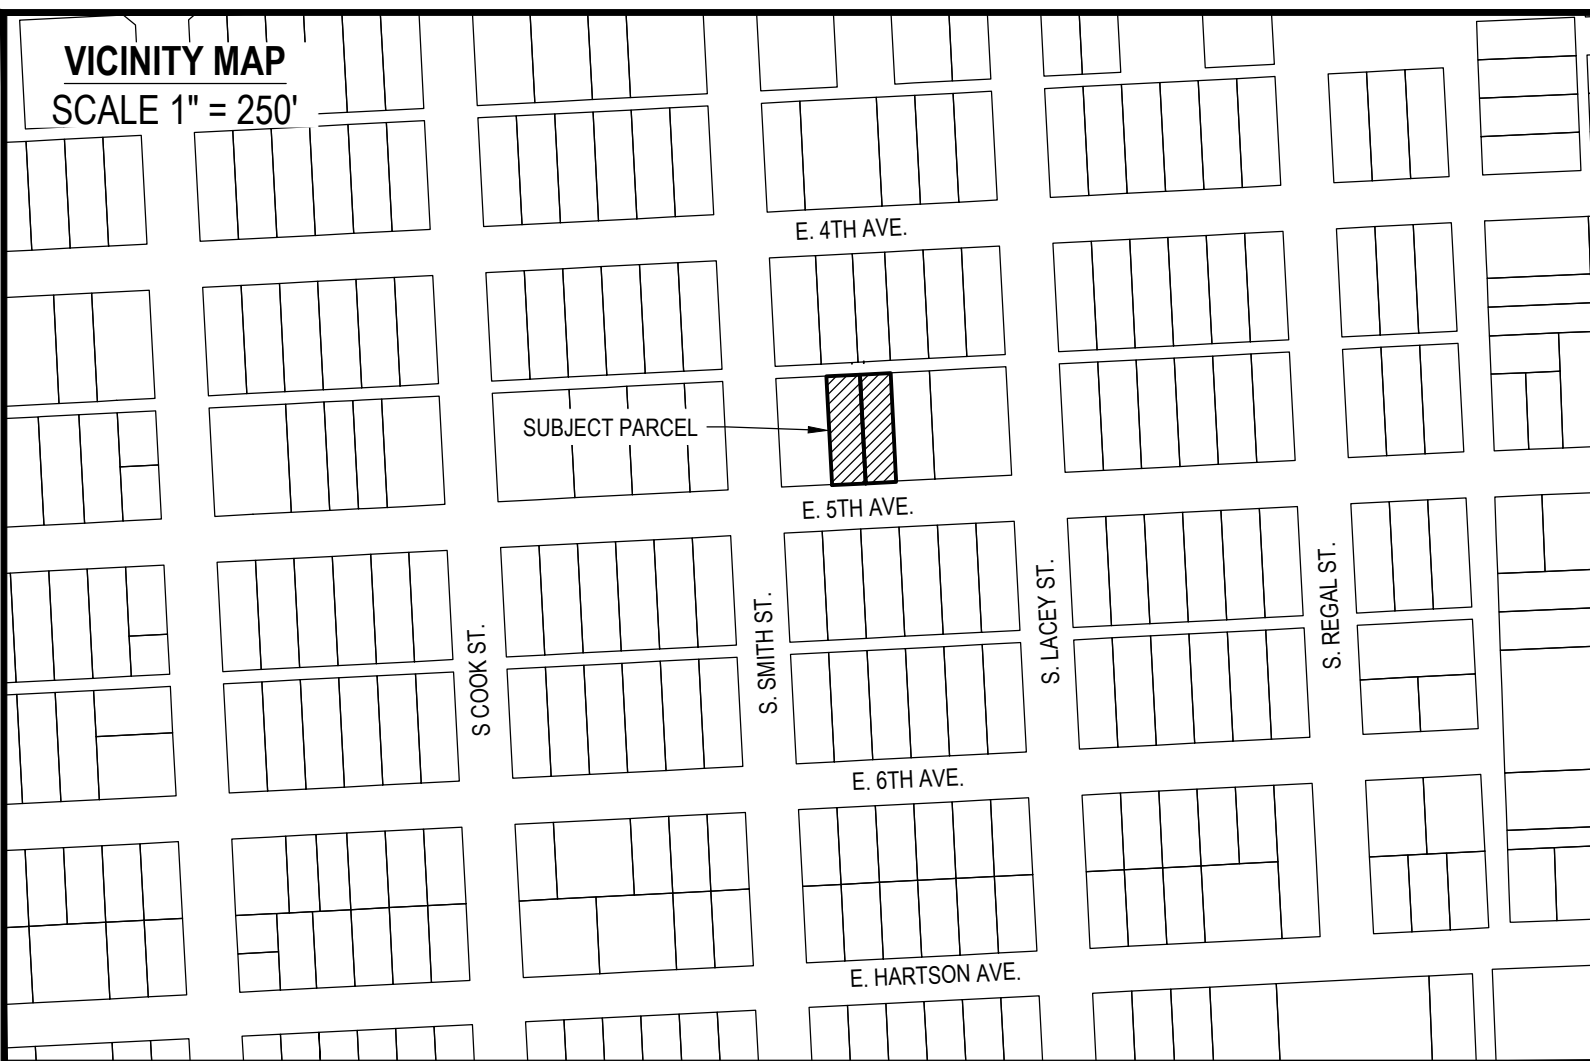 VICINITY MAP
SCALE 1" = 250'
E. 4TH AVE.
SUBJECT PARCEL
E. 5TH AVE.
S COOK ST.
S. SMITH ST.
S. LACEY ST.
S. REGAL ST.
E. 6TH AVE.
E. HARTSON AVE.